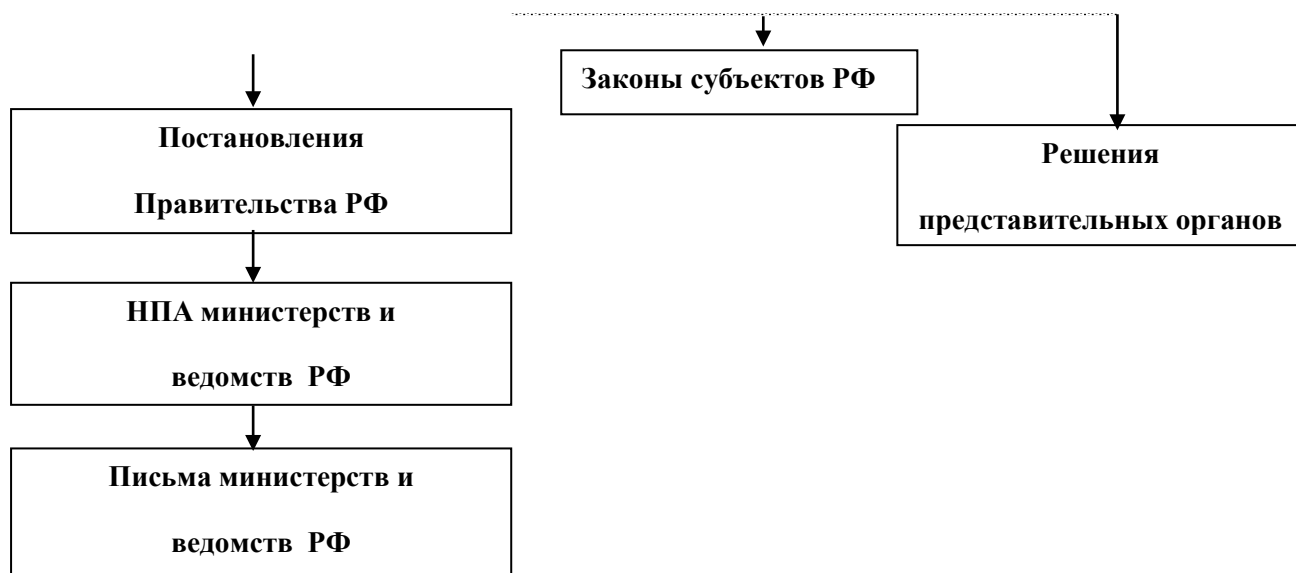 Законы субъектов РФ
Постановления
Правительства РФ
Решения
представительных органов
НПА министерств и
ведомств РФ
Письма министерств и
ведомств РФ